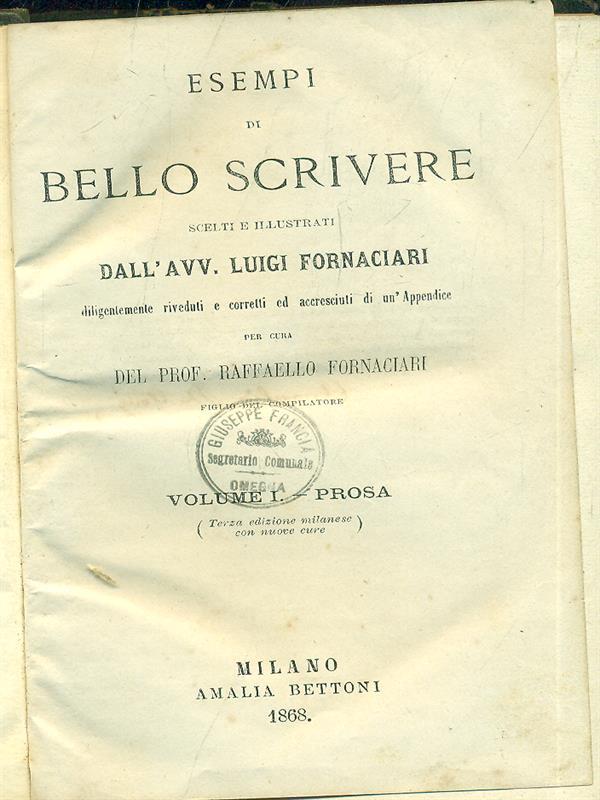 ESEMPI
DI
BELLO SCRIVERE
SCELTI E ILLUSTRATI
DALL'AVV. LUIGI FORNACIARI
diligentemente riveduti e corretti ed accresciuti di un'Appendice
PER CURA
DEL PROF. RAFFAELLO FORNACIARI
FIGLIO DEL COMPILATORE
GIUSEPPE FRANCIA
Segretario Comunale
OMEGNA
VOLUME I. — PROSA
( Terza edizione milanese
con nuove cure )
MILANO
AMALIA BETTONI
1868.